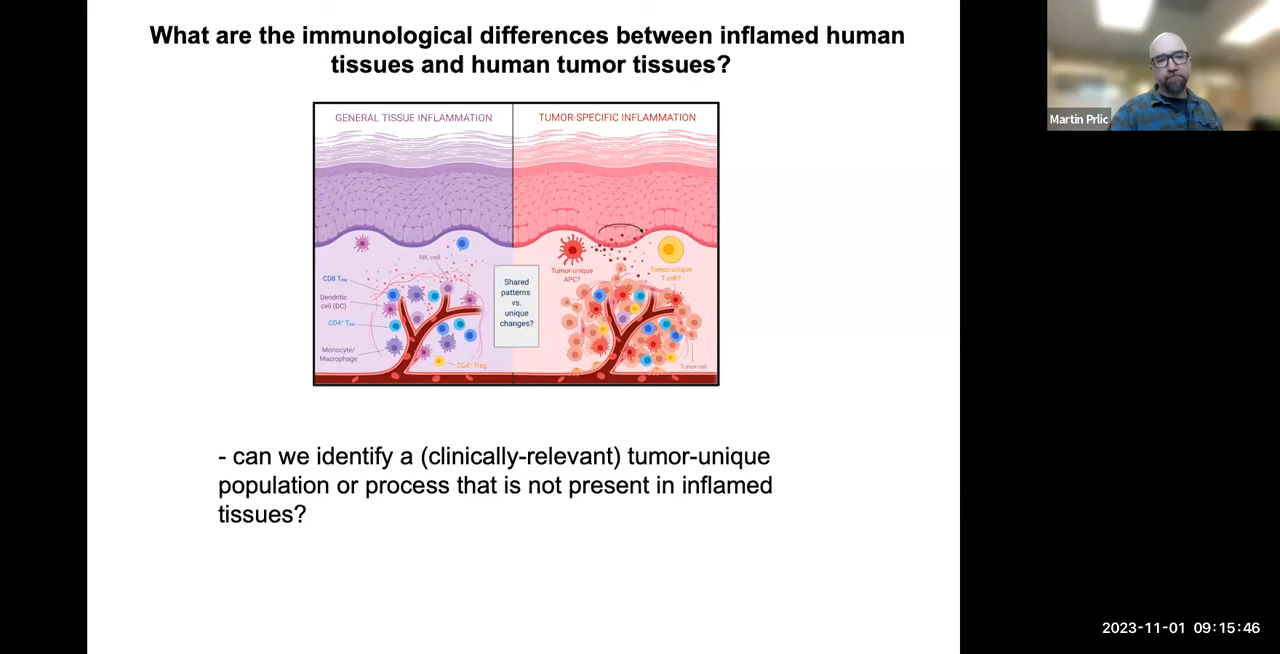 What are the immunological differences between inflamed human
tissues and human tumor tissues?
GENERAL TISSUE INFLAMMATION
TUMOR-SPECIFIC INFLAMMATION
NK cell
CD8 TRM
Dendritic
cell (DC)
CD4+ TRM
Monocyte/
Macrophage
CD4+ Treg
Shared
patterns
vs.
unique
changes?
Tumor-unique
APC?
Tumor-unique
T cell?
Tumor cell
- can we identify a (clinically-relevant) tumor-unique
population or process that is not present in inflamed
tissues?
Martin Prlic
2023-11-01 09:15:46